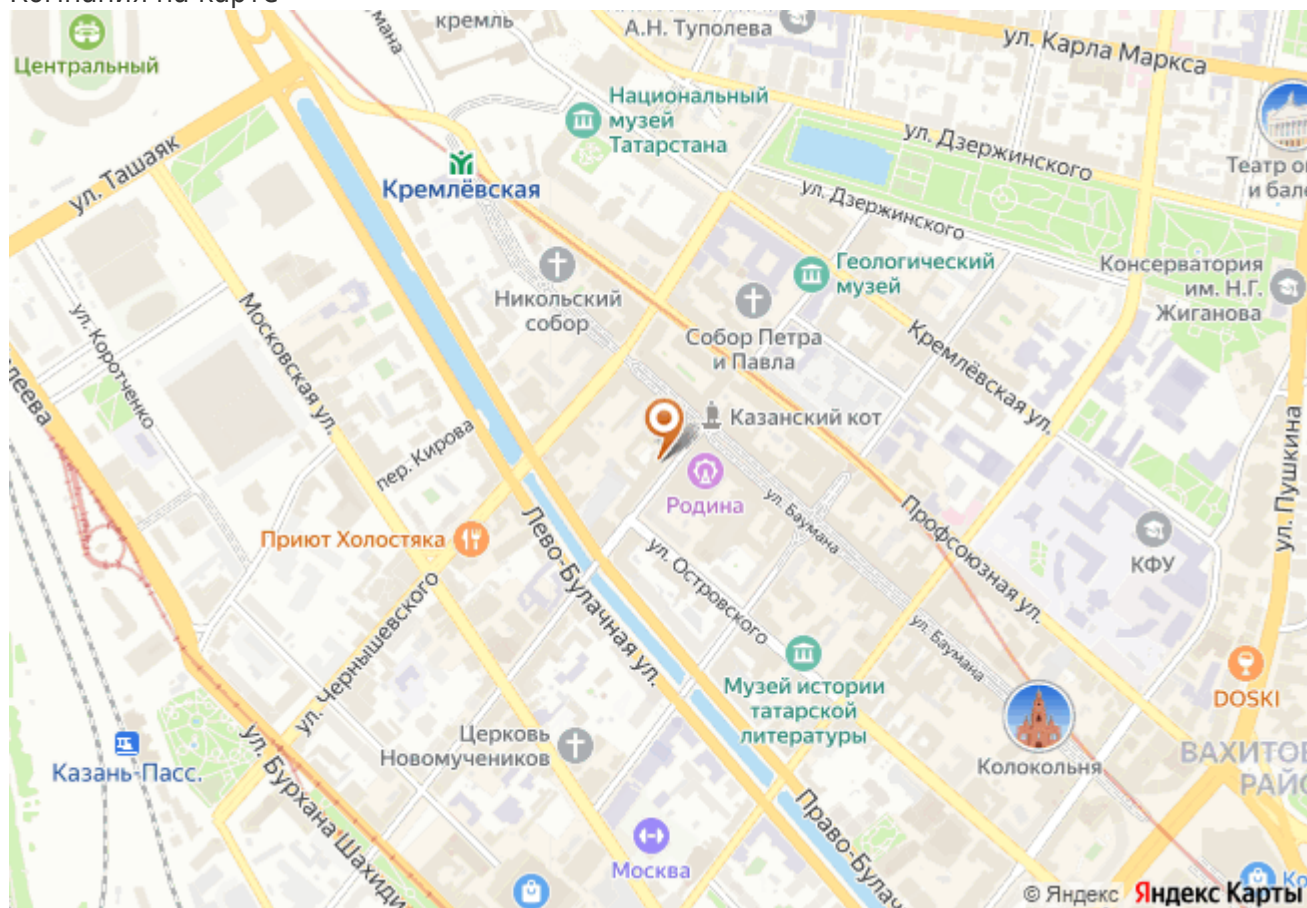 Компания на карте
кремль
А.Н. Туполева
ул. Карла Маркса
Центральный
Национальный
музей
Татарстана
ул. Дзержинского
Театр
ул. Ташаяк
Кремлёвская
ул. Дзержинского
Геологический
музей
Консерватория
им. Н.Г.
Жиганова
Никольский
собор
Собор Петра
и Павла
ул. Коротченко
Московская ул.
Кремлёвская ул.
Казанский кот
пер. Кирова
Родина
ул. Баумана
ул. Пушкина
Приют Холостяка
Лево-Булачная ул.
ул. Островского
Профсоюзная ул.
КФУ
ул. Чернышевского
ул. Баумана
Музей истории
татарской
литературы
DOSKI
Церковь
Новомучеников
Казань-Пасс.
Колокольня
ул. Бурхана Шахиди
Москва
Право-Булач
© Яндекс Яндекс Карты